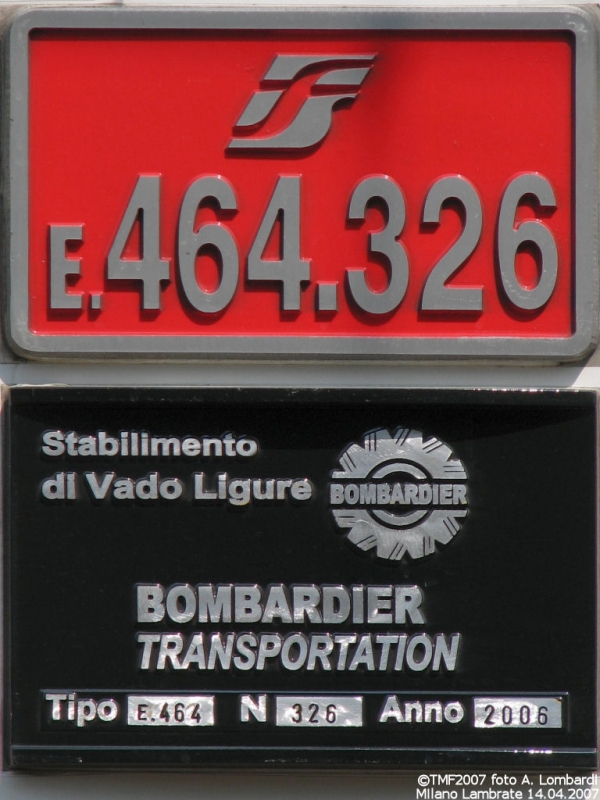 E.464.326
Stabilimento
di Vado Ligure
BOMBARDIER
BOMBARDIER
TRANSPORTATION
Tipo E.464 N 326 Anno 2006
©TMF2007 foto A. Lombardi
Milano Lambrate 14.04.2007